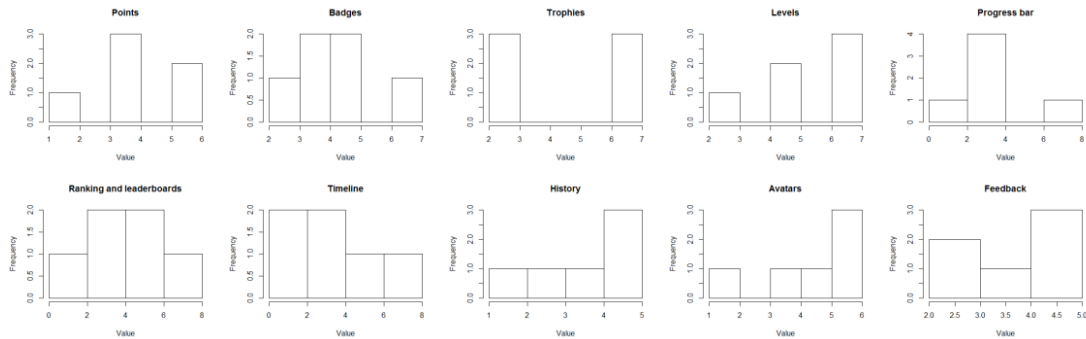 Points
Frequency
0.0 1.0 2.0 3.0
1 2 3 4 5 6
Value
Badges
Frequency
0.0 0.5 1.0 1.5 2.0
2 3 4 5 6 7
Value
Trophies
Frequency
0.0 1.0 2.0 3.0
2 3 4 5 6 7
Value
Levels
Frequency
0.0 1.0 2.0 3.0
2 3 4 5 6 7
Value
Progress bar
Frequency
0 1 2 3 4
0 2 4 6 8
Value
Ranking and leaderboards
Frequency
0.0 0.5 1.0 1.5 2.0
0 2 4 6 8
Value
Timeline
Frequency
0.0 0.5 1.0 1.5 2.0
0 2 4 6 8
Value
History
Frequency
0.0 1.0 2.0 3.0
1 2 3 4 5
Value
Avatars
Frequency
0.0 1.0 2.0 3.0
1 2 3 4 5 6
Value
Feedback
Frequency
0.0 1.0 2.0 3.0
2.0 2.5 3.0 3.5 4.0 4.5 5.0
Value